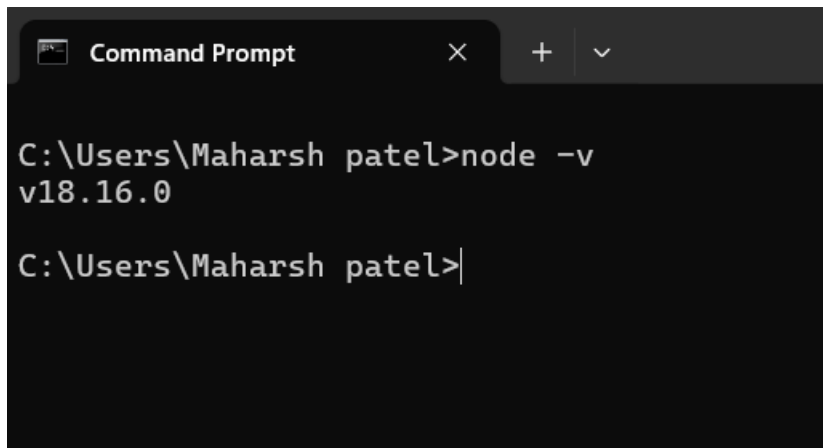 Command Prompt
C:\Users\Maharsh patel>node -v
v18.16.0
C:\Users\Maharsh patel>